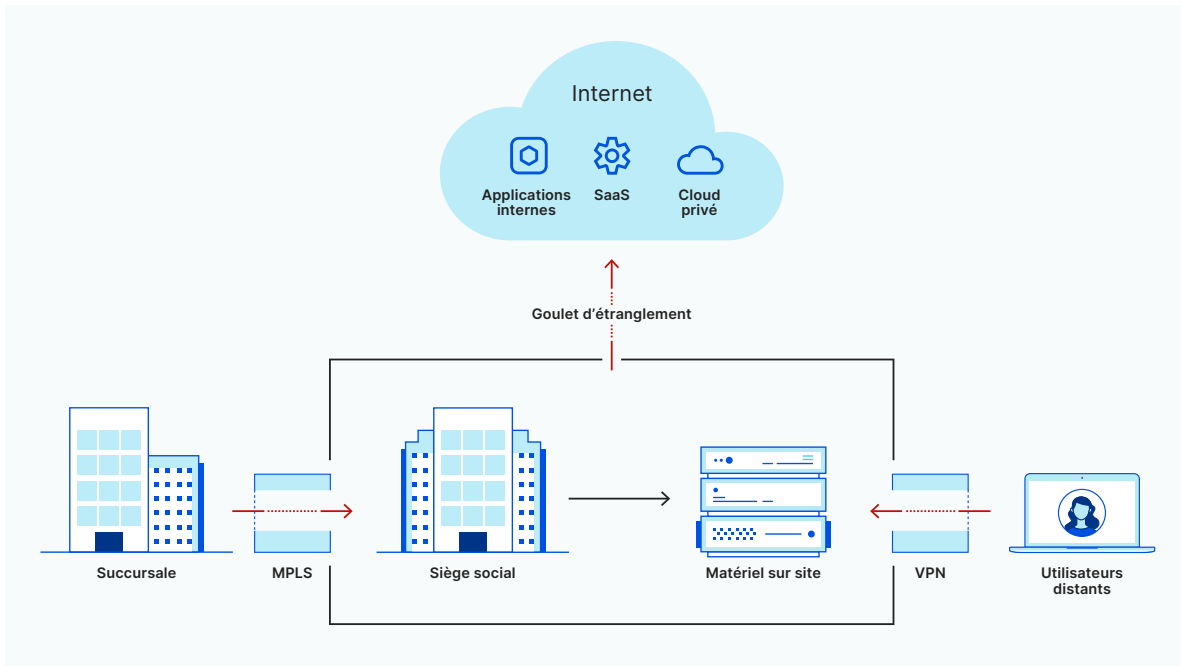 Internet
Applications
internes
SaaS
Cloud
privé
Goulet d’étranglement
Succursale
MPLS
Siège social
Matériel sur site
VPN
Utilisateurs
distants